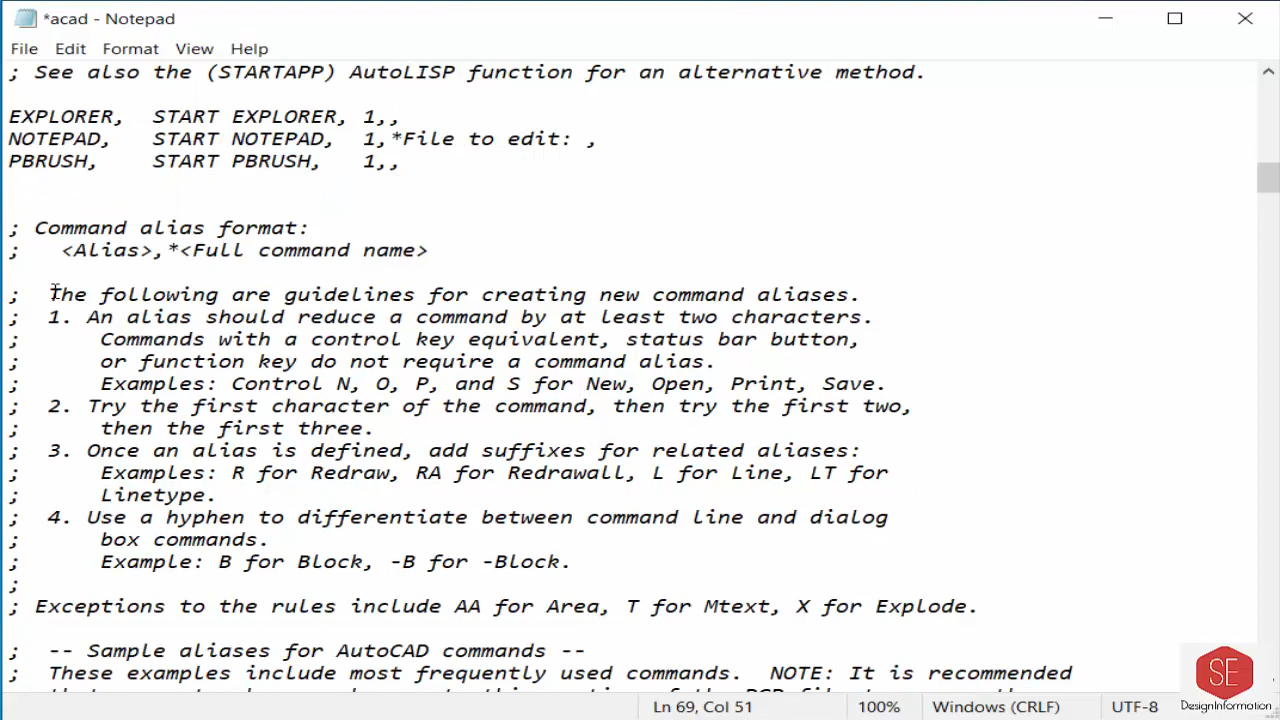 *acad - Notepad
File Edit Format View Help
; See also the (STARTAPP) AutoLISP function for an alternative method.
EXPLORER, START EXPLORER, 1,,
NOTEPAD, START NOTEPAD, 1,*File to edit: ,
PBRUSH, START PBRUSH, 1,,
; Command alias format:
; <Alias>,*<Full command name>
; The following are guidelines for creating new command aliases.
; 1. An alias should reduce a command by at least two characters.
; Commands with a control key equivalent, status bar button,
; or function key do not require a command alias.
; Examples: Control N, O, P, and S for New, Open, Print, Save.
; 2. Try the first character of the command, then try the first two,
; then the first three.
; 3. Once an alias is defined, add suffixes for related aliases:
; Examples: R for Redraw, RA for Redrawall, L for Line, LT for
; Linetype.
; 4. Use a hyphen to differentiate between command line and dialog
; box commands.
; Example: B for Block, -B for -Block.
;
; Exceptions to the rules include AA for Area, T for Mtext, X for Explode.
; -- Sample aliases for AutoCAD commands --
; These examples include most frequently used commands. NOTE: It is recommended
Ln 69, Col 51 100% Windows (CRLF) UTF-8
SE
DesignInformation